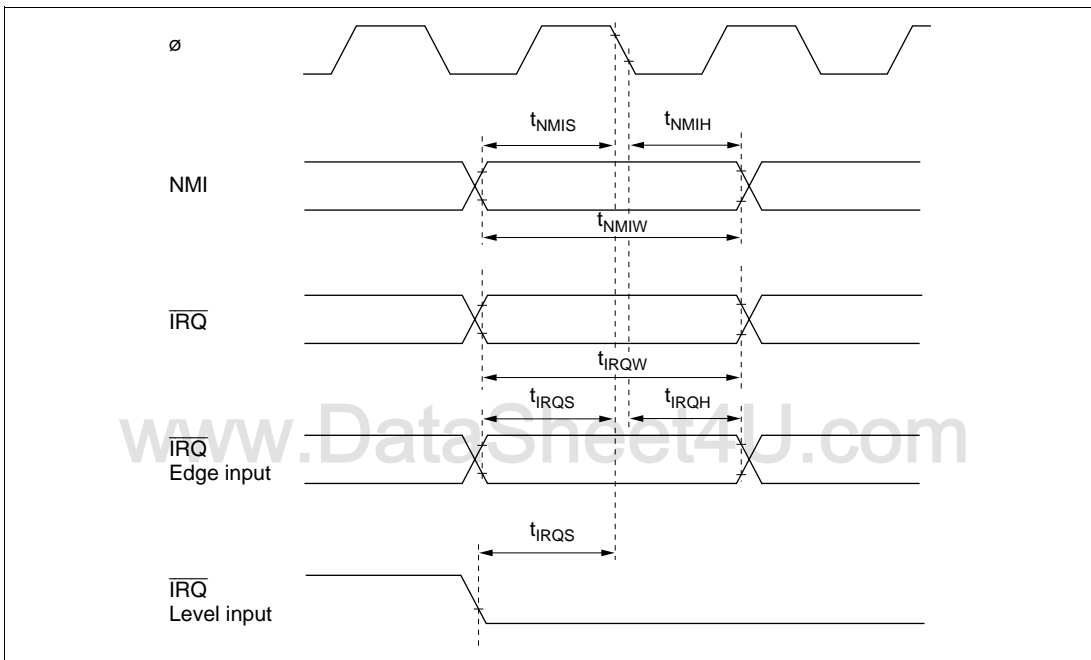 ø
tNMIS tNMIH
NMI
tNMIW
IRQ
tIRQW
tIRQS tIRQH
www.DataSheet4U.com
IRQ
Edge input
tIRQS
IRQ
Level input